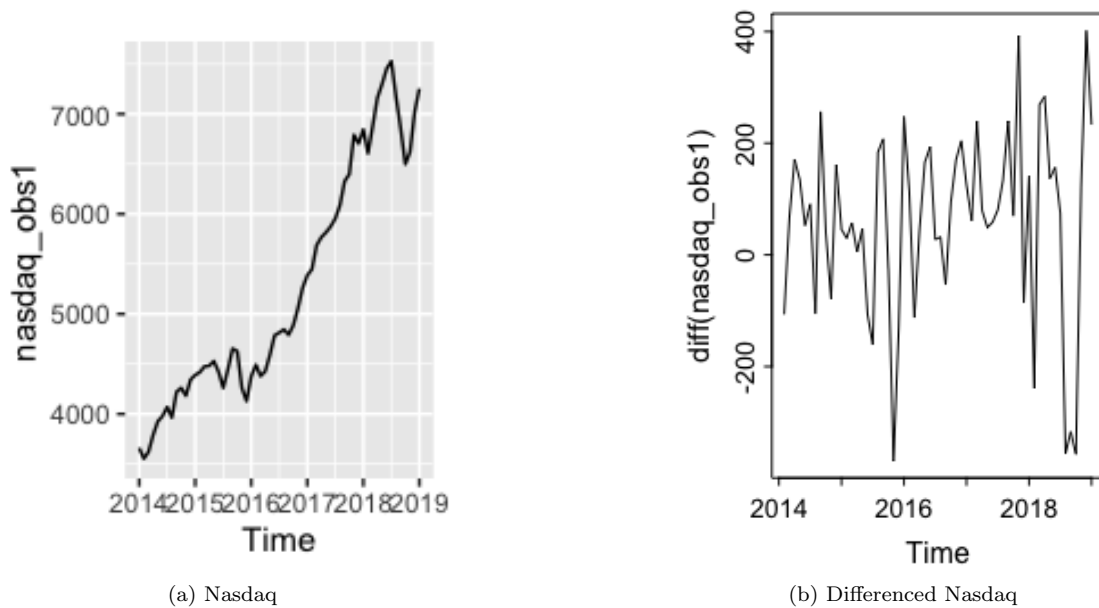 nasdaq_obs1
7000
6000
5000
4000
2014 2015 2016 2017 2018 2019
Time
(a) Nasdaq
diff(nasdaq_obs1)
400
200
0
-200
2014 2016 2018
Time
(b) Differenced Nasdaq